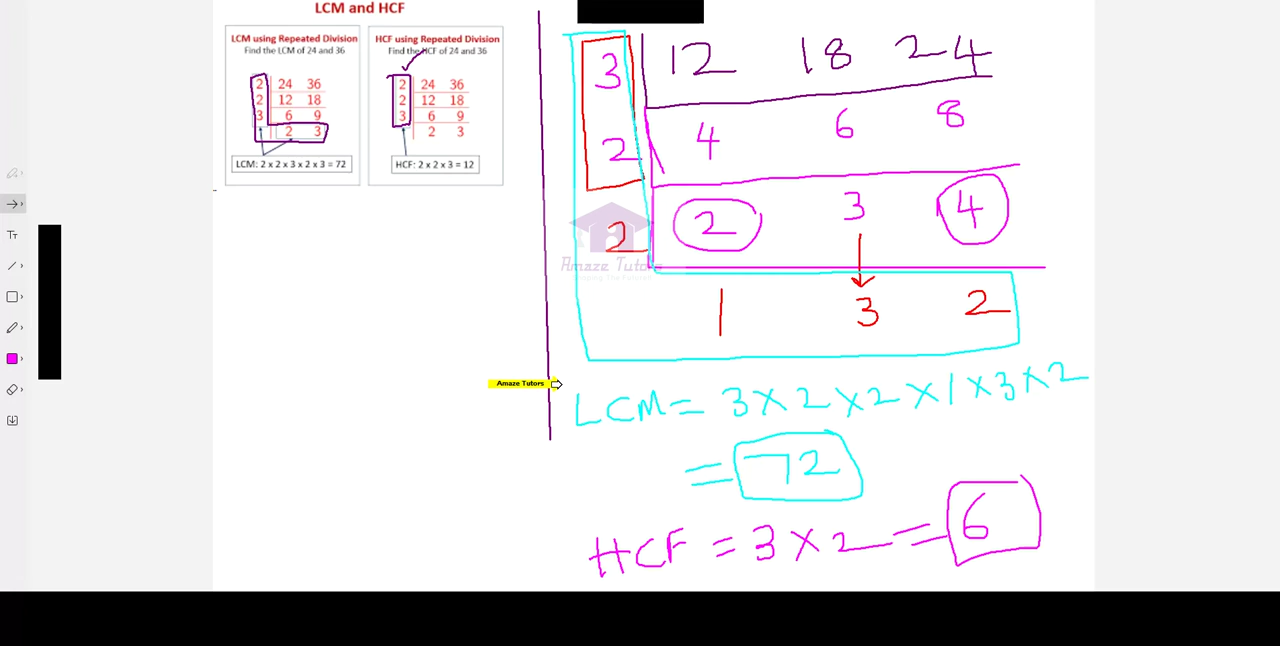 LCM and HCF
LCM using Repeated Division
Find the LCM of 24 and 36
2 24 36
2 12 18
3 6 9
2 3
LCM: 2 x 2 x 3 x 2 x 3 = 72
HCF using Repeated Division
Find the HCF of 24 and 36
2 24 36
2 12 18
3 6 9
2 3
HCF: 2 x 2 x 3 = 12
3 12 18 24
2 4 6 8
2 2 3 4
1 3 2
Amaze Tutors
Amaze Tutors
LCM = 3 × 2 × 2 × 1 × 3 × 2
= 72
HCF = 3 × 2 = 6
Tт